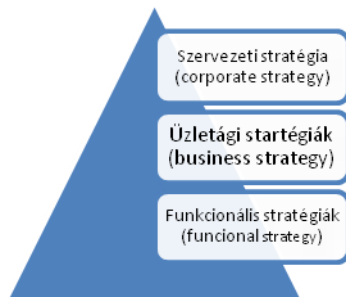 Szervezeti stratégia
(corporate strategy)
Üzletági startégiák
(business strategy)
Funkcionális stratégiák
(funcional strategy)